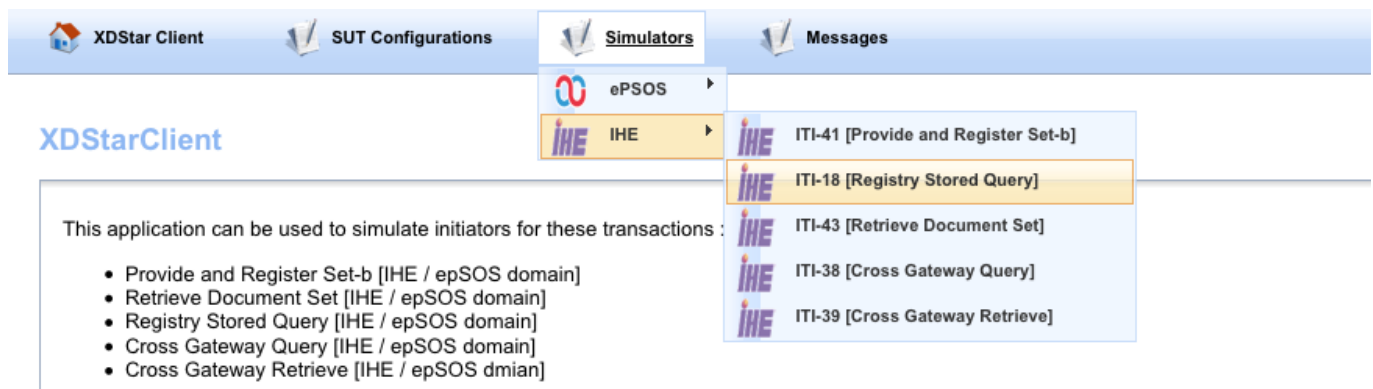 XDStar Client SUT Configurations Simulators Messages
ePSOS
IHE IHE
XDStarClient
IHE ITI-41 [Provide and Register Set-b]
IHE ITI-18 [Registry Stored Query]
IHE ITI-43 [Retrieve Document Set]
IHE ITI-38 [Cross Gateway Query]
IHE ITI-39 [Cross Gateway Retrieve]
This application can be used to simulate initiators for these transactions :
• Provide and Register Set-b [IHE / epSOS domain]
• Retrieve Document Set [IHE / epSOS domain]
• Registry Stored Query [IHE / epSOS domain]
• Cross Gateway Query [IHE / epSOS domain]
• Cross Gateway Retrieve [IHE / epSOS dmian]